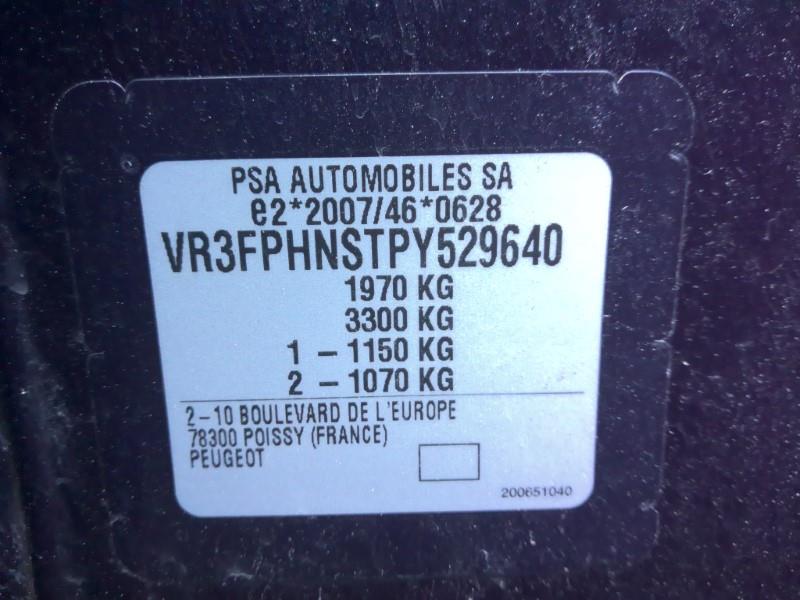 PSA AUTOMOBILES SA
e2*2007/46*0628
VR3FPHNSTPY529640
1970 KG
3300 KG
1 - 1150 KG
2 - 1070 KG
2-10 BOULEVARD DE L'EUROPE
78300 POISSY (FRANCE)
PEUGEOT
200651040